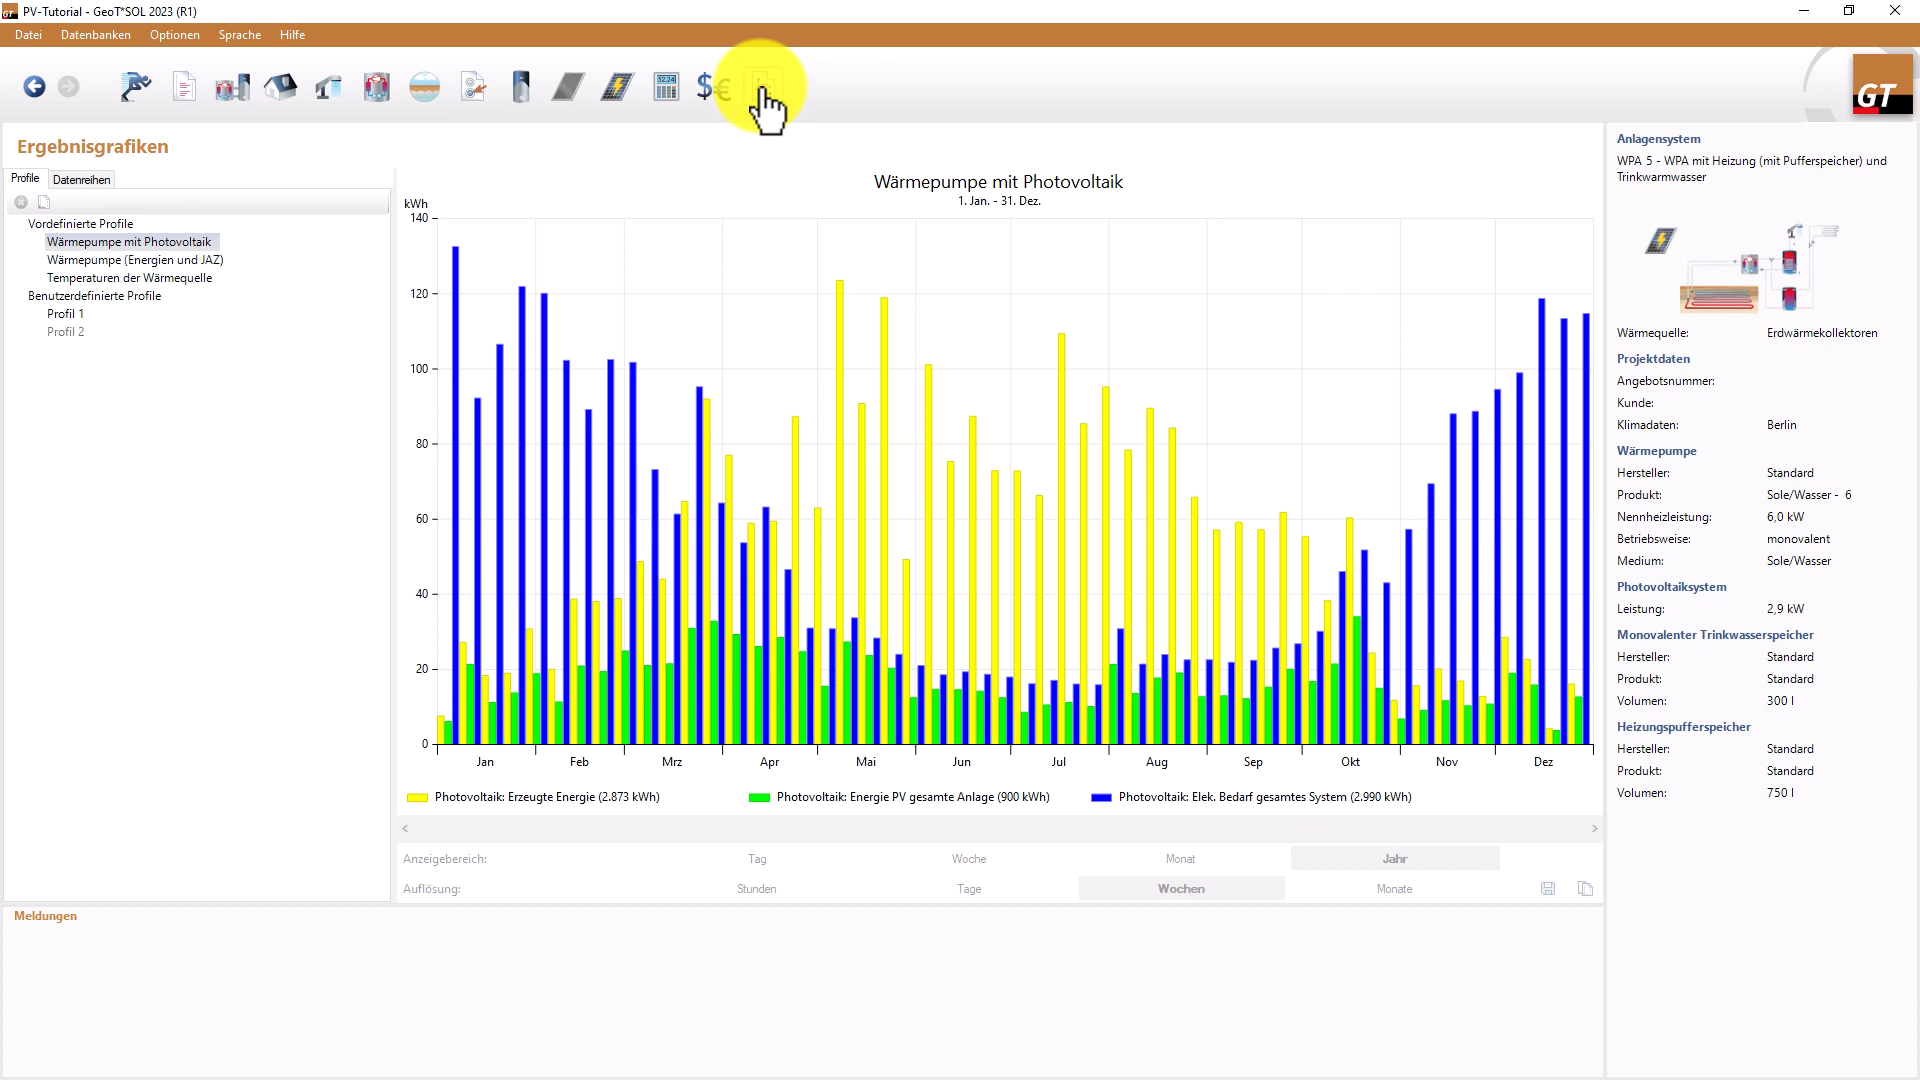 PV-Tutorial - GeoT*SOL 2023 (R1)
Datei Datenbanken Optionen Sprache Hilfe
52,24
$€
GT
Ergebnisgrafiken
Profile Datenreihen
Vordefinierte Profile
Wärmepumpe mit Photovoltaik
Wärmepumpe (Energien und JAZ)
Temperaturen der Wärmequelle
Benutzerdefinierte Profile
Profil 1
Profil 2
Wärmepumpe mit Photovoltaik
1. Jan. - 31. Dez.
kWh
140
120
100
80
60
40
20
0
Jan Feb Mrz Apr Mai Jun Jul Aug Sep Okt Nov Dez
Photovoltaik: Erzeugte Energie (2.873 kWh) Photovoltaik: Energie PV gesamte Anlage (900 kWh) Photovoltaik: Elek. Bedarf gesamtes System (2.990 kWh)
Anzeigebereich: Tag Woche Monat Jahr
Auflösung: Stunden Tage Wochen Monate
Meldungen
Anlagensystem
WPA 5 - WPA mit Heizung (mit Pufferspeicher) und
Trinkwarmwasser
Wärmequelle: Erdwärmekollektoren
Projektdaten
Angebotsnummer:
Kunde:
Klimadaten: Berlin
Wärmepumpe
Hersteller: Standard
Produkt: Sole/Wasser - 6
Nennheizleistung: 6,0 kW
Betriebsweise: monovalent
Medium: Sole/Wasser
Photovoltaiksystem
Leistung: 2,9 kW
Monovalenter Trinkwasserspeicher
Hersteller: Standard
Produkt: Standard
Volumen: 300 l
Heizungspufferspeicher
Hersteller: Standard
Produkt: Standard
Volumen: 750 l